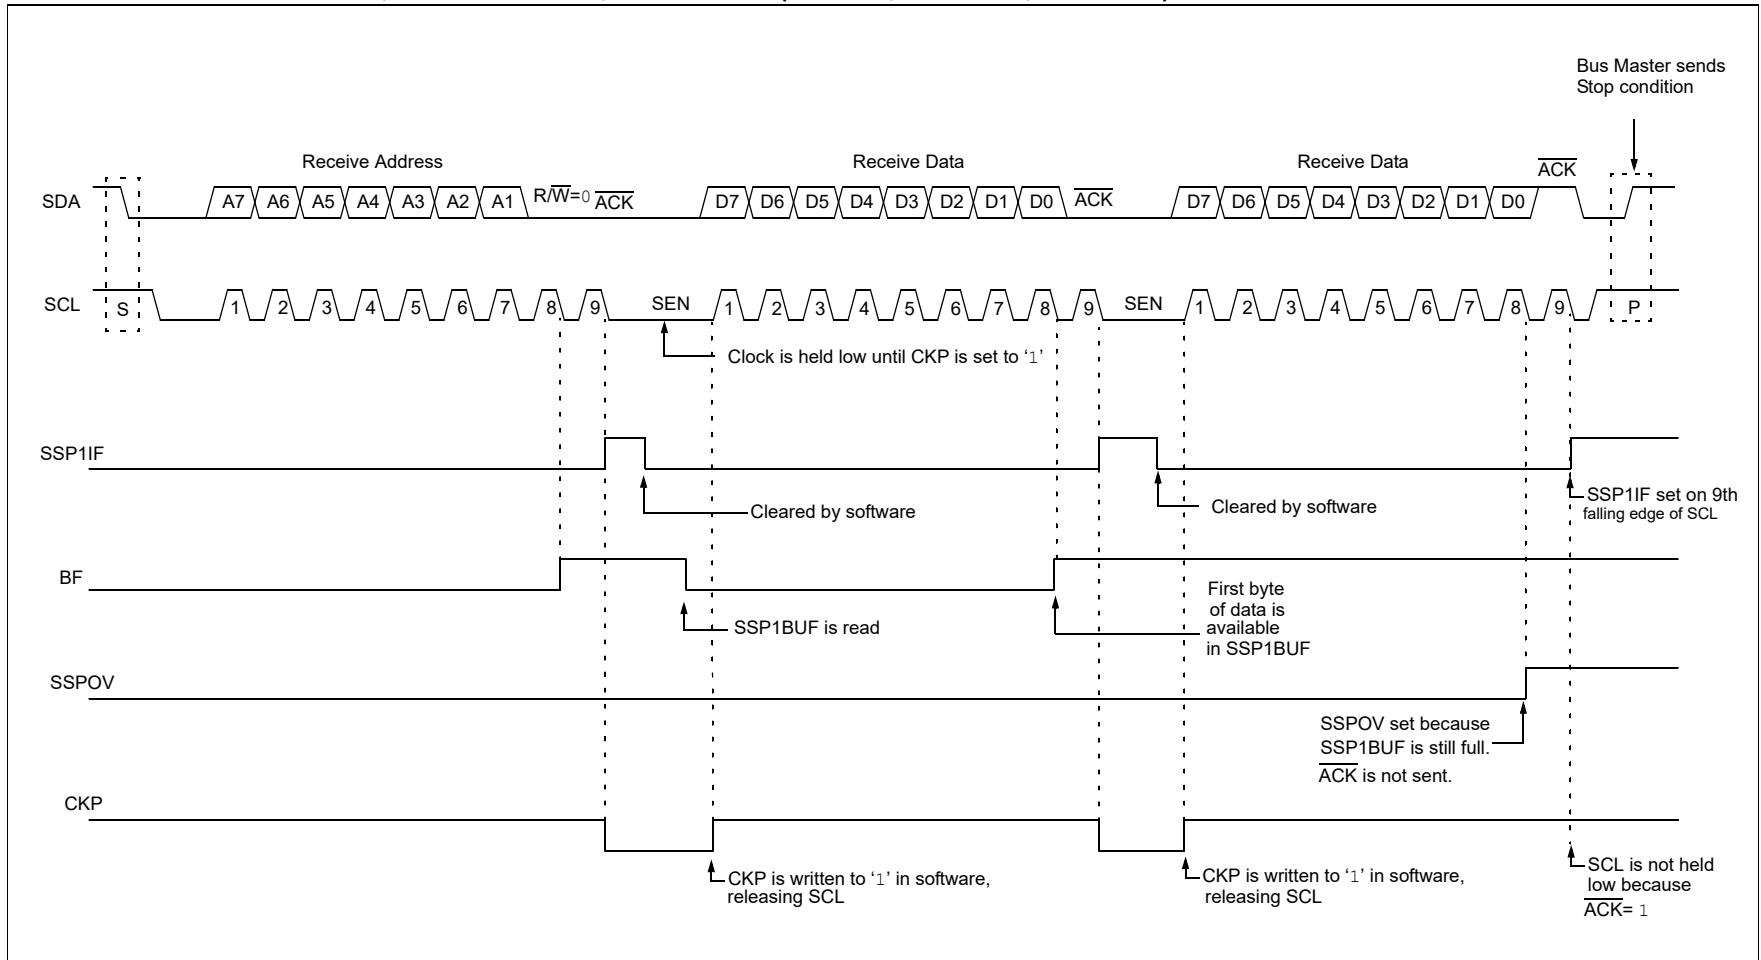 Bus Master sends
Stop condition
Receive Address
Receive Data
Receive Data
ACK
SDA
A7 A6 A5 A4 A3 A2 A1 R/W=0 ACK
D7 D6 D5 D4 D3 D2 D1 D0 ACK
D7 D6 D5 D4 D3 D2 D1 D0
SCL
S 1 2 3 4 5 6 7 8 9 SEN 1 2 3 4 5 6 7 8 9 SEN 1 2 3 4 5 6 7 8 9 P
Clock is held low until CKP is set to ‘1’
SSP1IF
Cleared by software
Cleared by software
SSP1IF set on 9th
falling edge of SCL
BF
SSP1BUF is read
First byte
of data is
available
in SSP1BUF
SSPOV
SSPOV set because
SSP1BUF is still full.
ACK is not sent.
CKP
CKP is written to ‘1’ in software,
releasing SCL
CKP is written to ‘1’ in software,
releasing SCL
SCL is not held
low because
ACK= 1